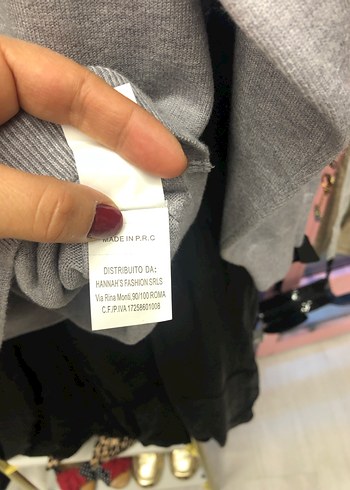 MADE IN P.R.C
DISTRIBUITO DA:
HANNAH'S FASHION SRLS
Via Rina Monti,90/100 ROMA
C.F./P.IVA 17258601008